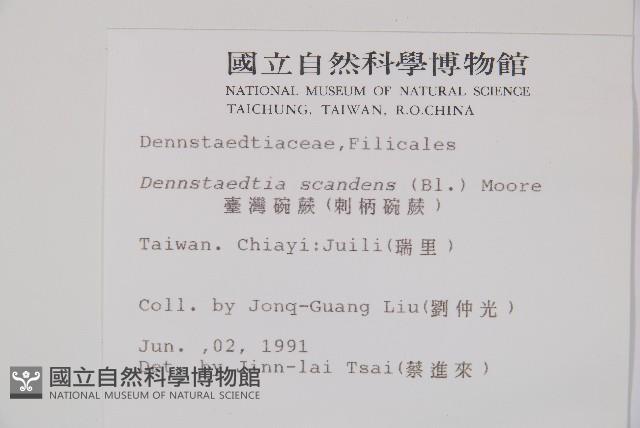 國立自然科學博物館
NATIONAL MUSEUM OF NATURAL SCIENCE
TAICHUNG, TAIWAN, R.O.CHINA
Dennstaedtiaceae,Filicales
Dennstaedtia scandens (Bl.) Moore
臺灣碗蕨(刺柄碗蕨)
Taiwan. Chiayi:Juili(瑞里)
Coll. by Jonq-Guang Liu(劉仲光)
Jun. ,02, 1991
Det. by Jinn-lai Tsai(蔡進來)
國立自然科學博物館
NATIONAL MUSEUM OF NATURAL SCIENCE